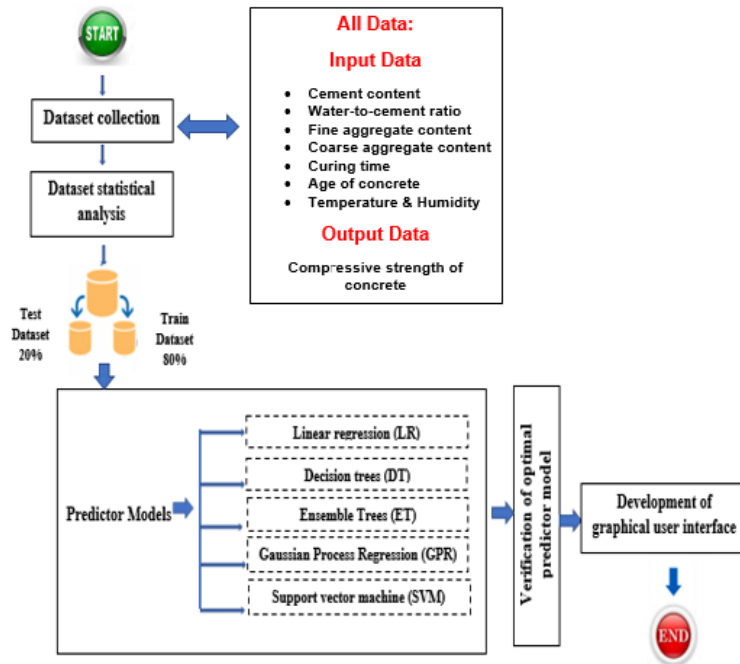 START
Dataset collection
Dataset statistical
analysis
All Data:
Input Data
• Cement content
• Water-to-cement ratio
• Fine aggregate content
• Coarse aggregate content
• Curing time
• Age of concrete
• Temperature & Humidity
Output Data
Compressive strength of
concrete
Test
Dataset
20%
Train
Dataset
80%
Predictor Models
Linear regression (LR)
Decision trees (DT)
Ensemble Trees (ET)
Gaussian Process Regression (GPR)
Support vector machine (SVM)
Verification of optimal
predictor model
Development of
graphical user interface
END